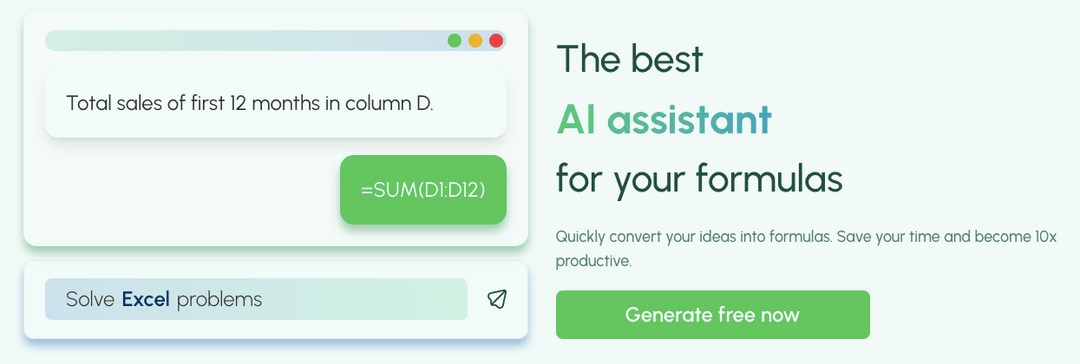 Total sales of first 12 months in column D.
=SUM(D1:D12)
Solve Excel problems
The best
AI assistant
for your formulas
Quickly convert your ideas into formulas. Save your time and become 10x
productive.
Generate free now